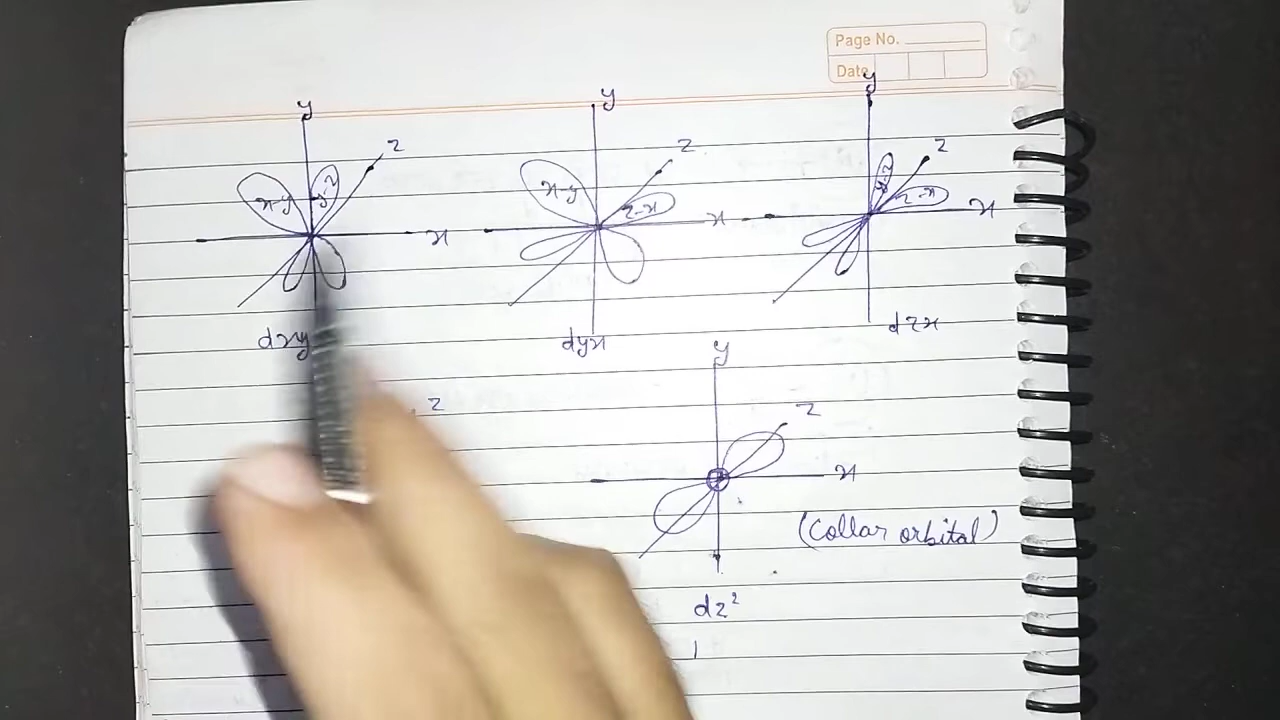 Page No.
Date
y y y
z z z
x-y y-z x-y z-x y-z z-x
x x x
dxy dyx dzx
y
z z
x
(Collar orbital)
dz²